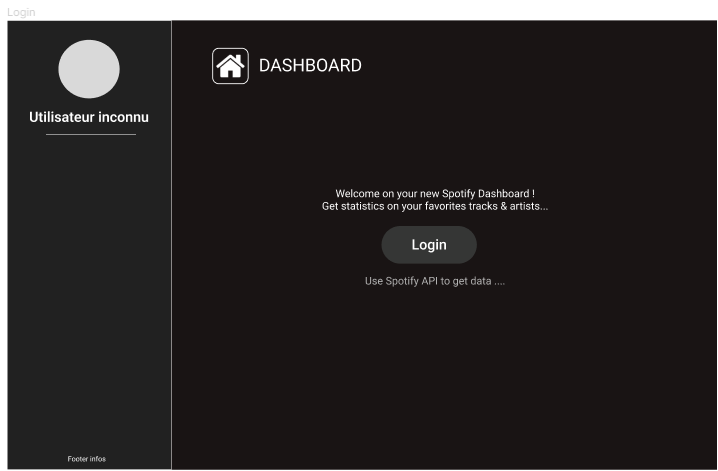 Login
Utilisateur inconnu
DASHBOARD
Welcome on your new Spotify Dashboard !
Get statistics on your favorites tracks & artists...
Login
Use Spotify API to get data ....
Footer infos